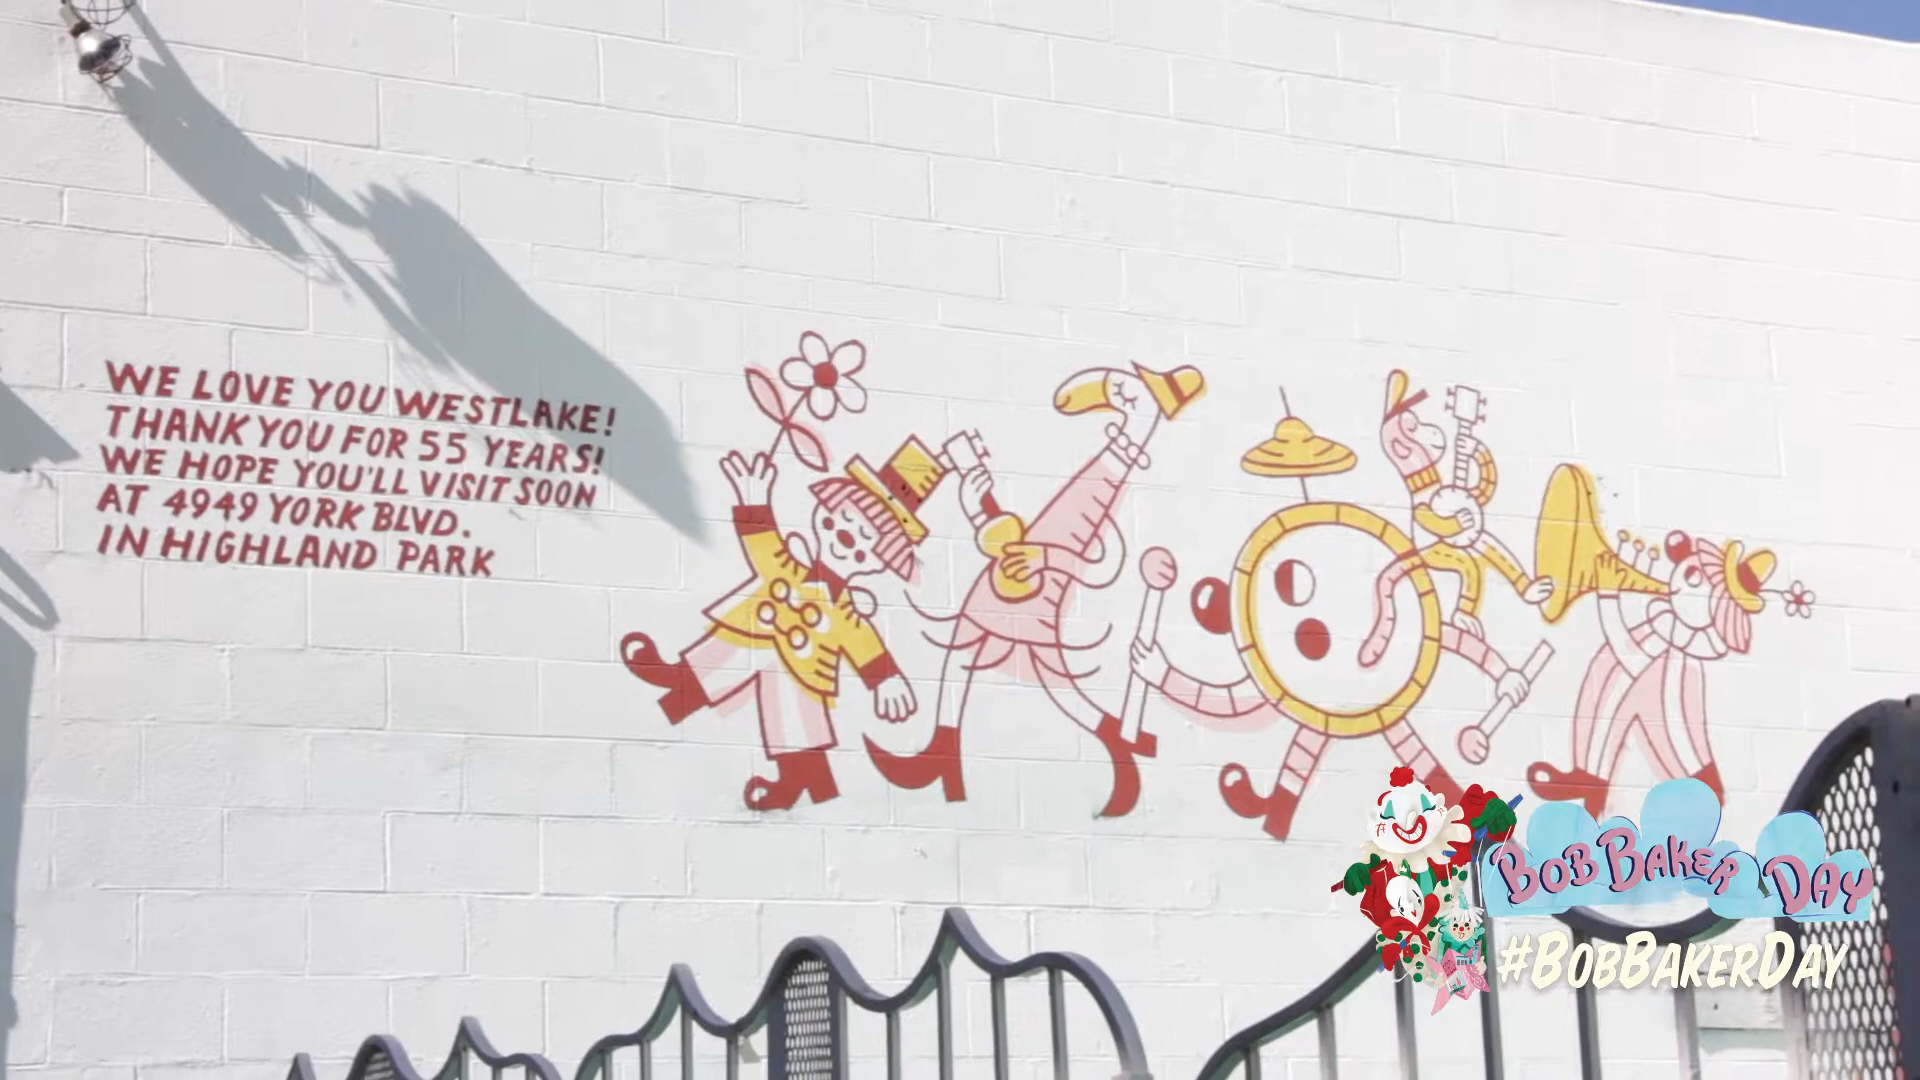 WE LOVE YOU WESTLAKE!
THANK YOU FOR 55 YEARS!
WE HOPE YOU'LL VISIT SOON
AT 4949 YORK BLVD.
IN HIGHLAND PARK
BOB BAKER DAY
#BOBBAKERDAY